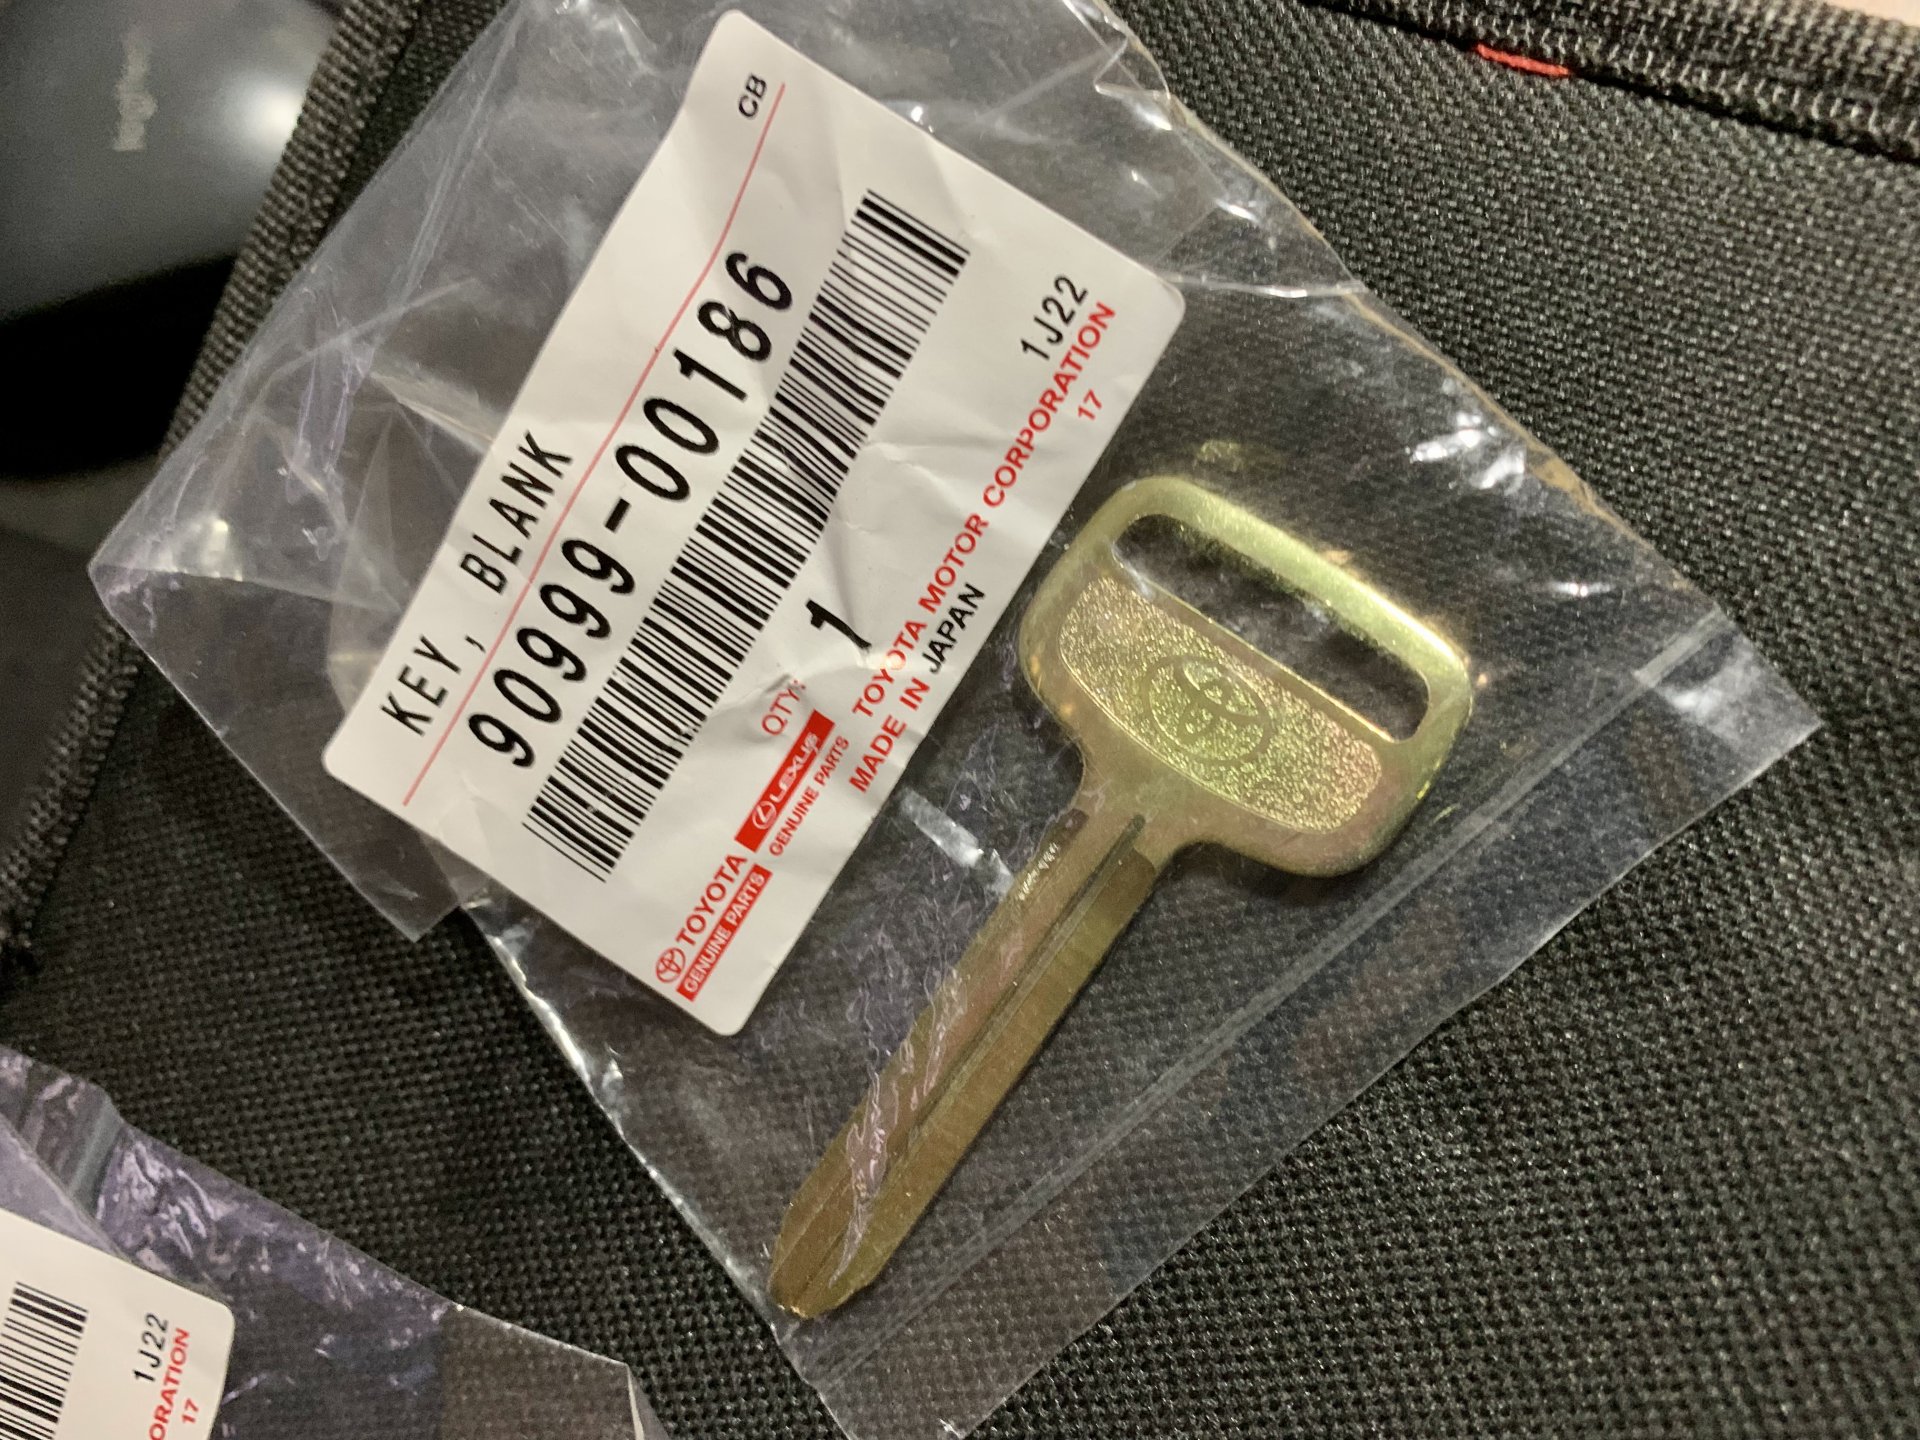 CB
KEY, BLANK
90999-00186
1J22
QTY: 1
TOYOTA MOTOR CORPORATION
17
MADE IN JAPAN
TOYOTA
GENUINE PARTS
LEXUS
GENUINE PARTS
1J22
ORATION
17